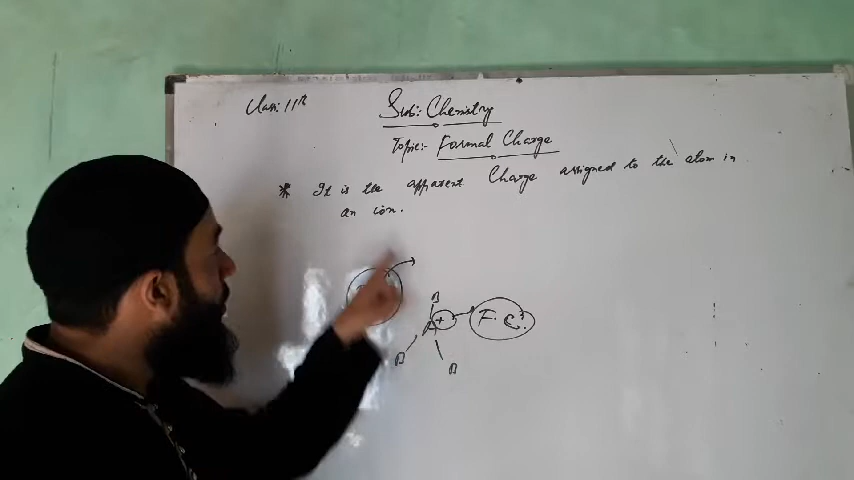 Class: 11th
Sub: Chemistry
Topic:- Formal Charge
* It is the apparent Charge assigned to the atom in
an ion.
B
A + F. C.
B B